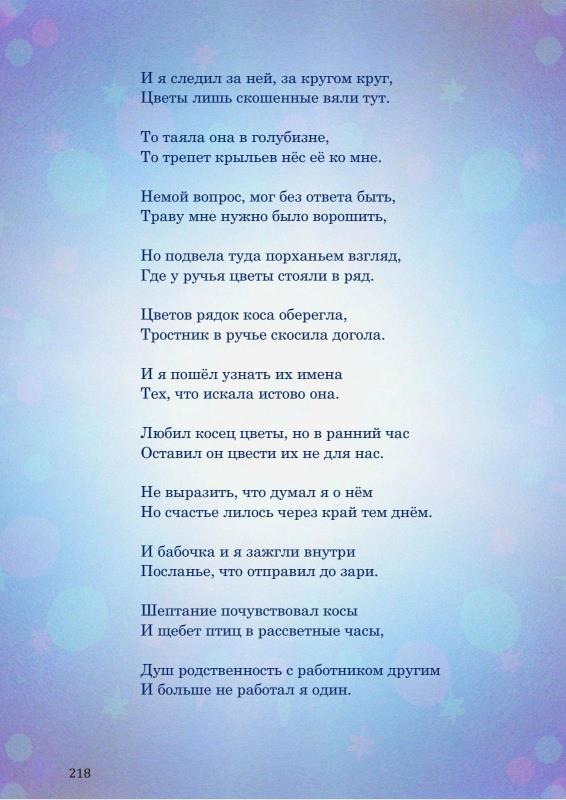 И я следил за ней, за кругом круг,
Цветы лишь скошенные вяли тут.
То таяла она в голубизне,
То трепет крыльев нёс её ко мне.
Немой вопрос, мог без ответа быть,
Траву мне нужно было ворошить,
Но подвела туда порханьем взгляд,
Где у ручья цветы стояли в ряд.
Цветов рядок коса оберегла,
Тростник в ручье скосила догола.
И я пошёл узнать их имена
Тех, что искала истово она.
Любил косец цветы, но в ранний час
Оставил он цвести их не для нас.
Не выразить, что думал я о нём
Но счастье лилось через край тем днём.
И бабочка и я зажгли внутри
Посланье, что отправил до зари.
Шептание почувствовал косы
И щебет птиц в рассветные часы,
Душ родственность с работником другим
И больше не работал я один.
218